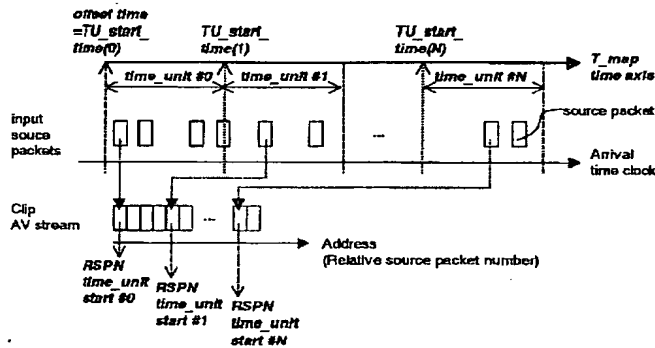 offset time
=TU_start_
time(0)
TU_start_
time(1)
TU_start_
time(N)
T_map
time axis
time_unit #0
time_unit #1
time_unit #N
input
souce
packets
source packet
...
Arrival
time clock
Clip
AV stream
...
Address
(Relative source packet number)
RSPN
time_unit
start #0
RSPN
time_unit
start #1
RSPN
time_unit
start #N